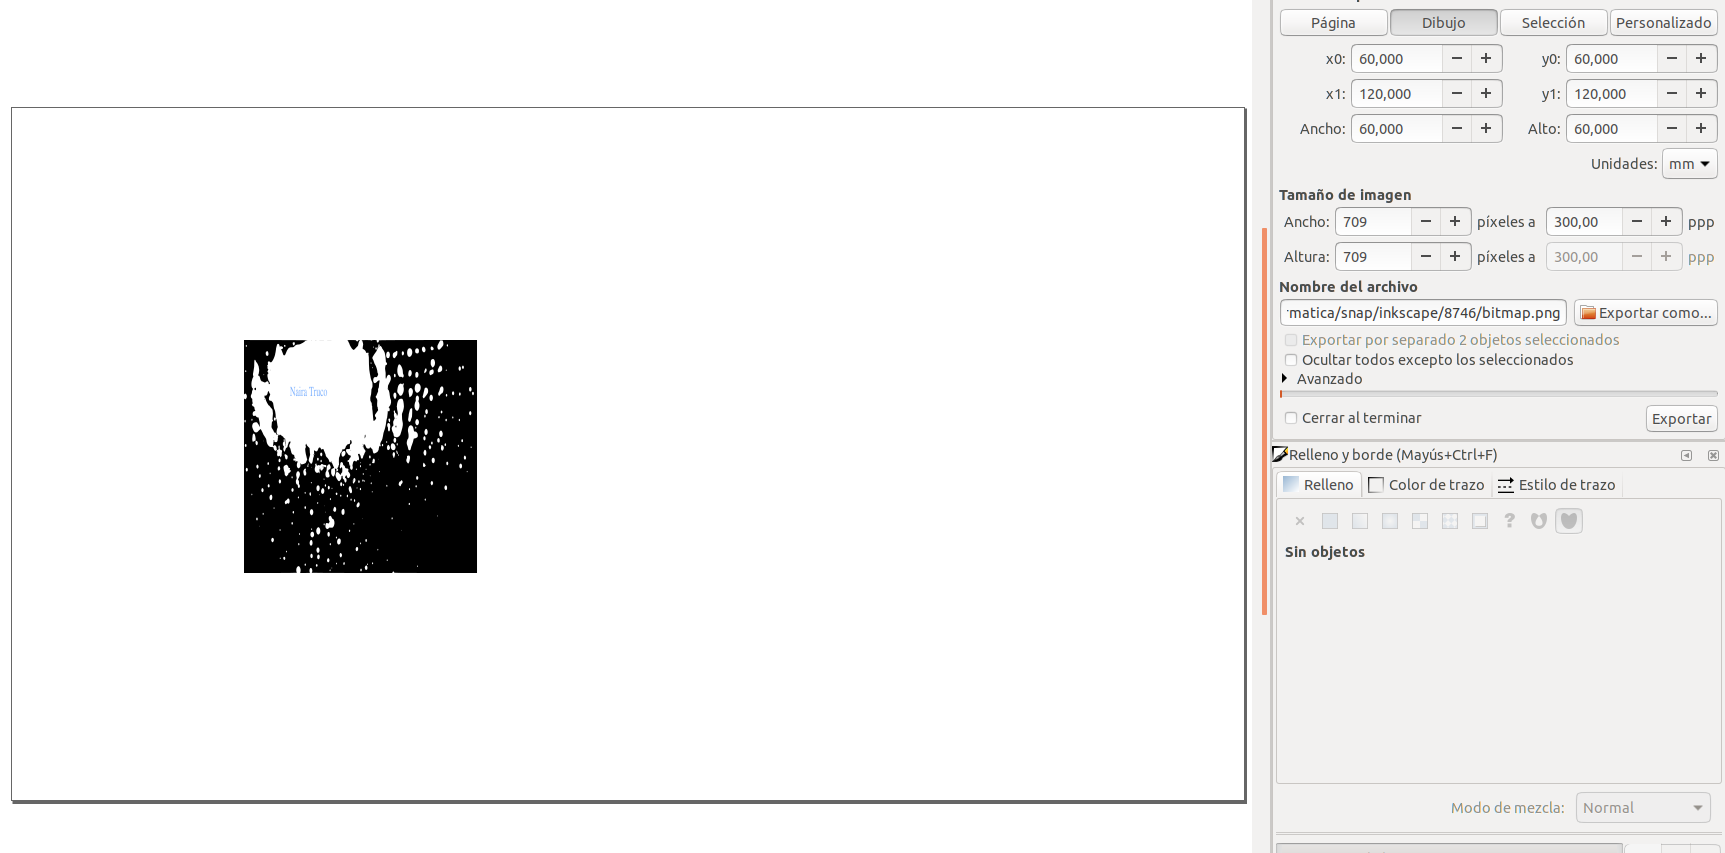 Página Dibujo Selección Personalizado
x0: 60,000 y0: 60,000
x1: 120,000 y1: 120,000
Ancho: 60,000 Alto: 60,000
Unidades: mm
Tamaño de imagen
Ancho: 709 píxeles a 300,00 ppp
Altura: 709 píxeles a 300,00 ppp
Nombre del archivo
matica/snap/inkscape/8746/bitmap.png Exportar como...
Exportar por separado 2 objetos seleccionados
Ocultar todos excepto los seleccionados
Avanzado
Cerrar al terminar Exportar
Relleno y borde (Mayús+Ctrl+F)
Relleno Color de trazo Estilo de trazo
Sin objetos
Modo de mezcla: Normal
Naira Truco